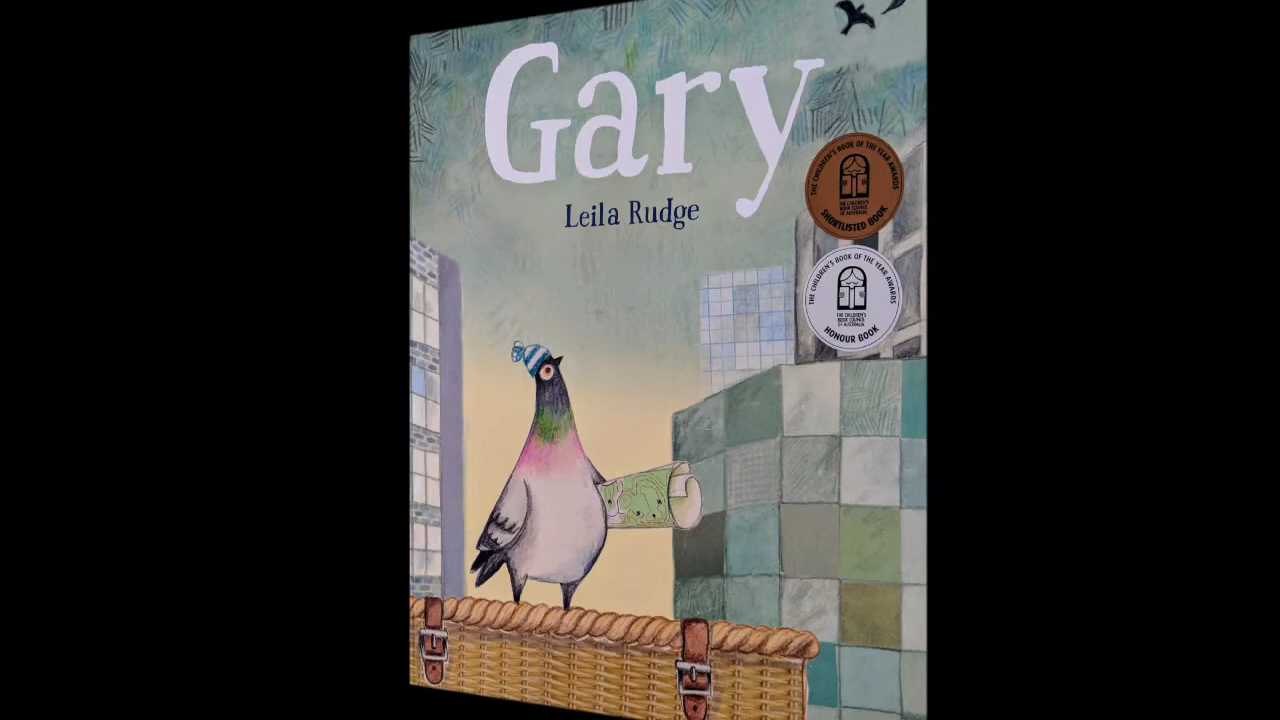 Gary
Leila Rudge
THE CHILDREN'S BOOK OF THE YEAR AWARDS
THE CHILDREN'S
BOOK COUNCIL
OF AUSTRALIA
SHORTLISTED BOOK
THE CHILDREN'S BOOK OF THE YEAR AWARDS
THE CHILDREN'S
BOOK COUNCIL
OF AUSTRALIA
HONOUR BOOK